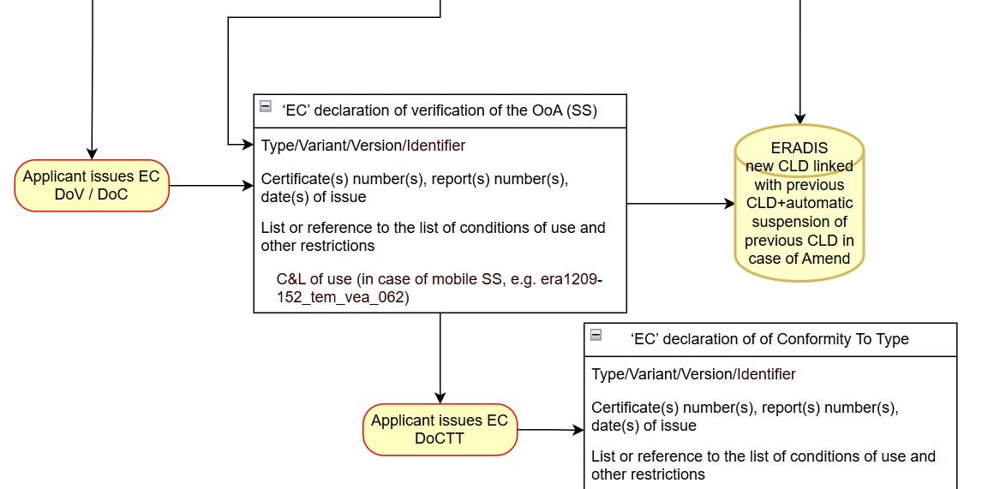 Applicant issues EC
DoV / DoC
‘EC’ declaration of verification of the OoA (SS)
Type/Variant/Version/Identifier
Certificate(s) number(s), report(s) number(s),
date(s) of issue
List or reference to the list of conditions of use and
other restrictions
C&L of use (in case of mobile SS, e.g. era1209-
152_tem_vea_062)
ERADIS
new CLD linked
with previous
CLD+automatic
suspension of
previous CLD in
case of Amend
Applicant issues EC
DoCTT
‘EC’ declaration of of Conformity To Type
Type/Variant/Version/Identifier
Certificate(s) number(s), report(s) number(s),
date(s) of issue
List or reference to the list of conditions of use and
other restrictions